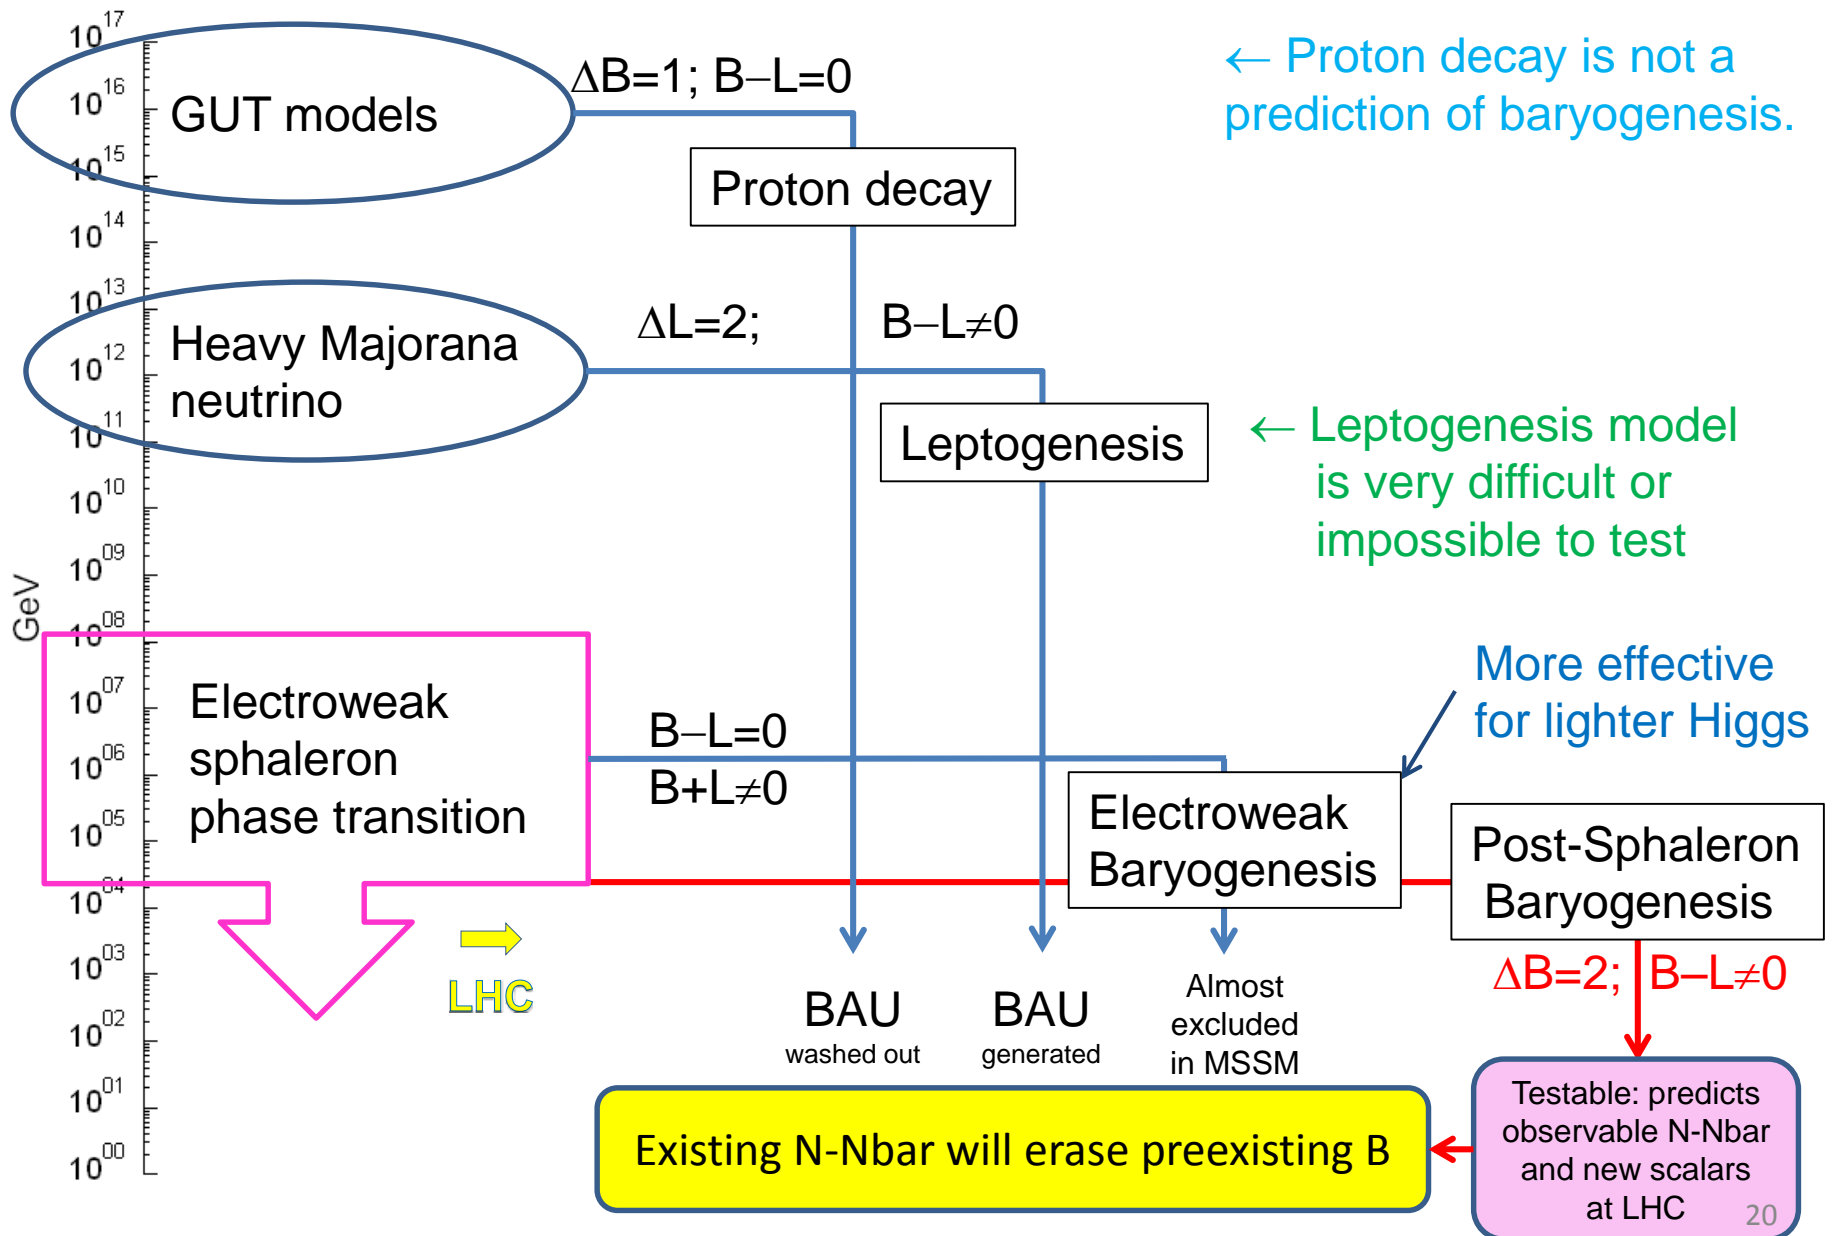 10^17
10^16
10^15
10^14
10^13
10^12
10^11
10^10
10^09
10^08
10^07
10^06
10^05
10^04
10^03
10^02
10^01
10^00
GeV
GUT models
ΔB=1; B−L=0
← Proton decay is not a
prediction of baryogenesis.
Proton decay
Heavy Majorana
neutrino
ΔL=2; B−L≠0
Leptogenesis
← Leptogenesis model
is very difficult or
impossible to test
Electroweak
sphaleron
phase transition
B−L=0
B+L≠0
More effective
for lighter Higgs
Electroweak
Baryogenesis
Post-Sphaleron
Baryogenesis
ΔB=2; B−L≠0
LHC
BAU
washed out
BAU
generated
Almost
excluded
in MSSM
Testable: predicts
observable N-Nbar
and new scalars
at LHC
Existing N-Nbar will erase preexisting B
20